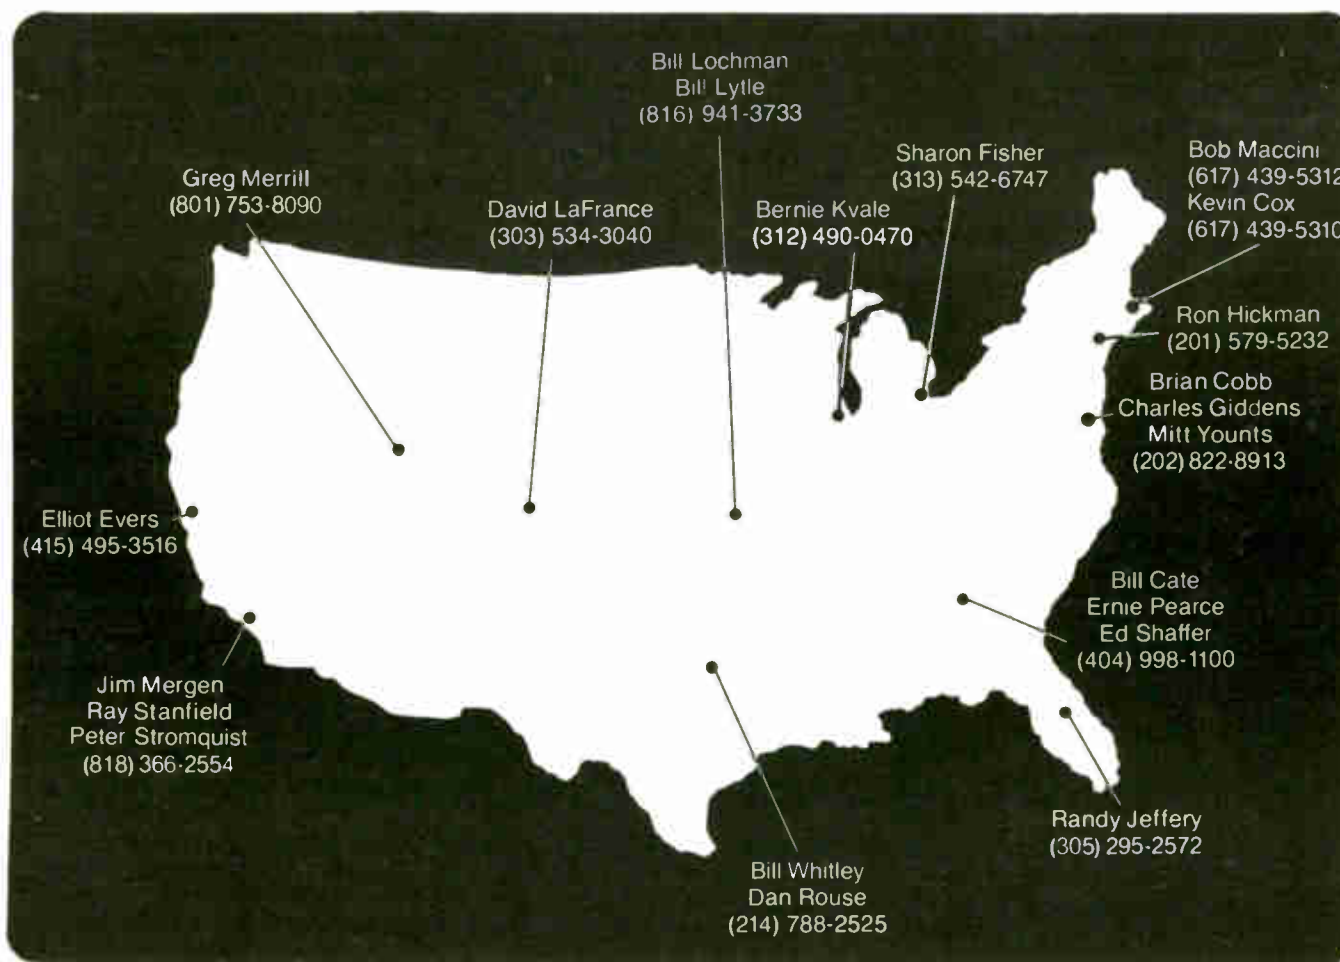 Bill Lochman
Bill Lytle
(816) 941-3733
Sharon Fisher
(313) 542-6747
Bob Maccini
(617) 439-5312
Kevin Cox
(617) 439-5310
Greg Merrill
(801) 753-8090
David LaFrance
(303) 534-3040
Bernie Kvale
(312) 490-0470
Ron Hickman
(201) 579-5232
Brian Cobb
Charles Giddens
Mitt Younts
(202) 822-8913
Elliot Evers
(415) 495-3516
Bill Cate
Ernie Pearce
Ed Shaffer
(404) 998-1100
Jim Mergen
Ray Stanfield
Peter Stromquist
(818) 366-2554
Randy Jeffery
(305) 295-2572
Bill Whitley
Dan Rouse
(214) 788-2525